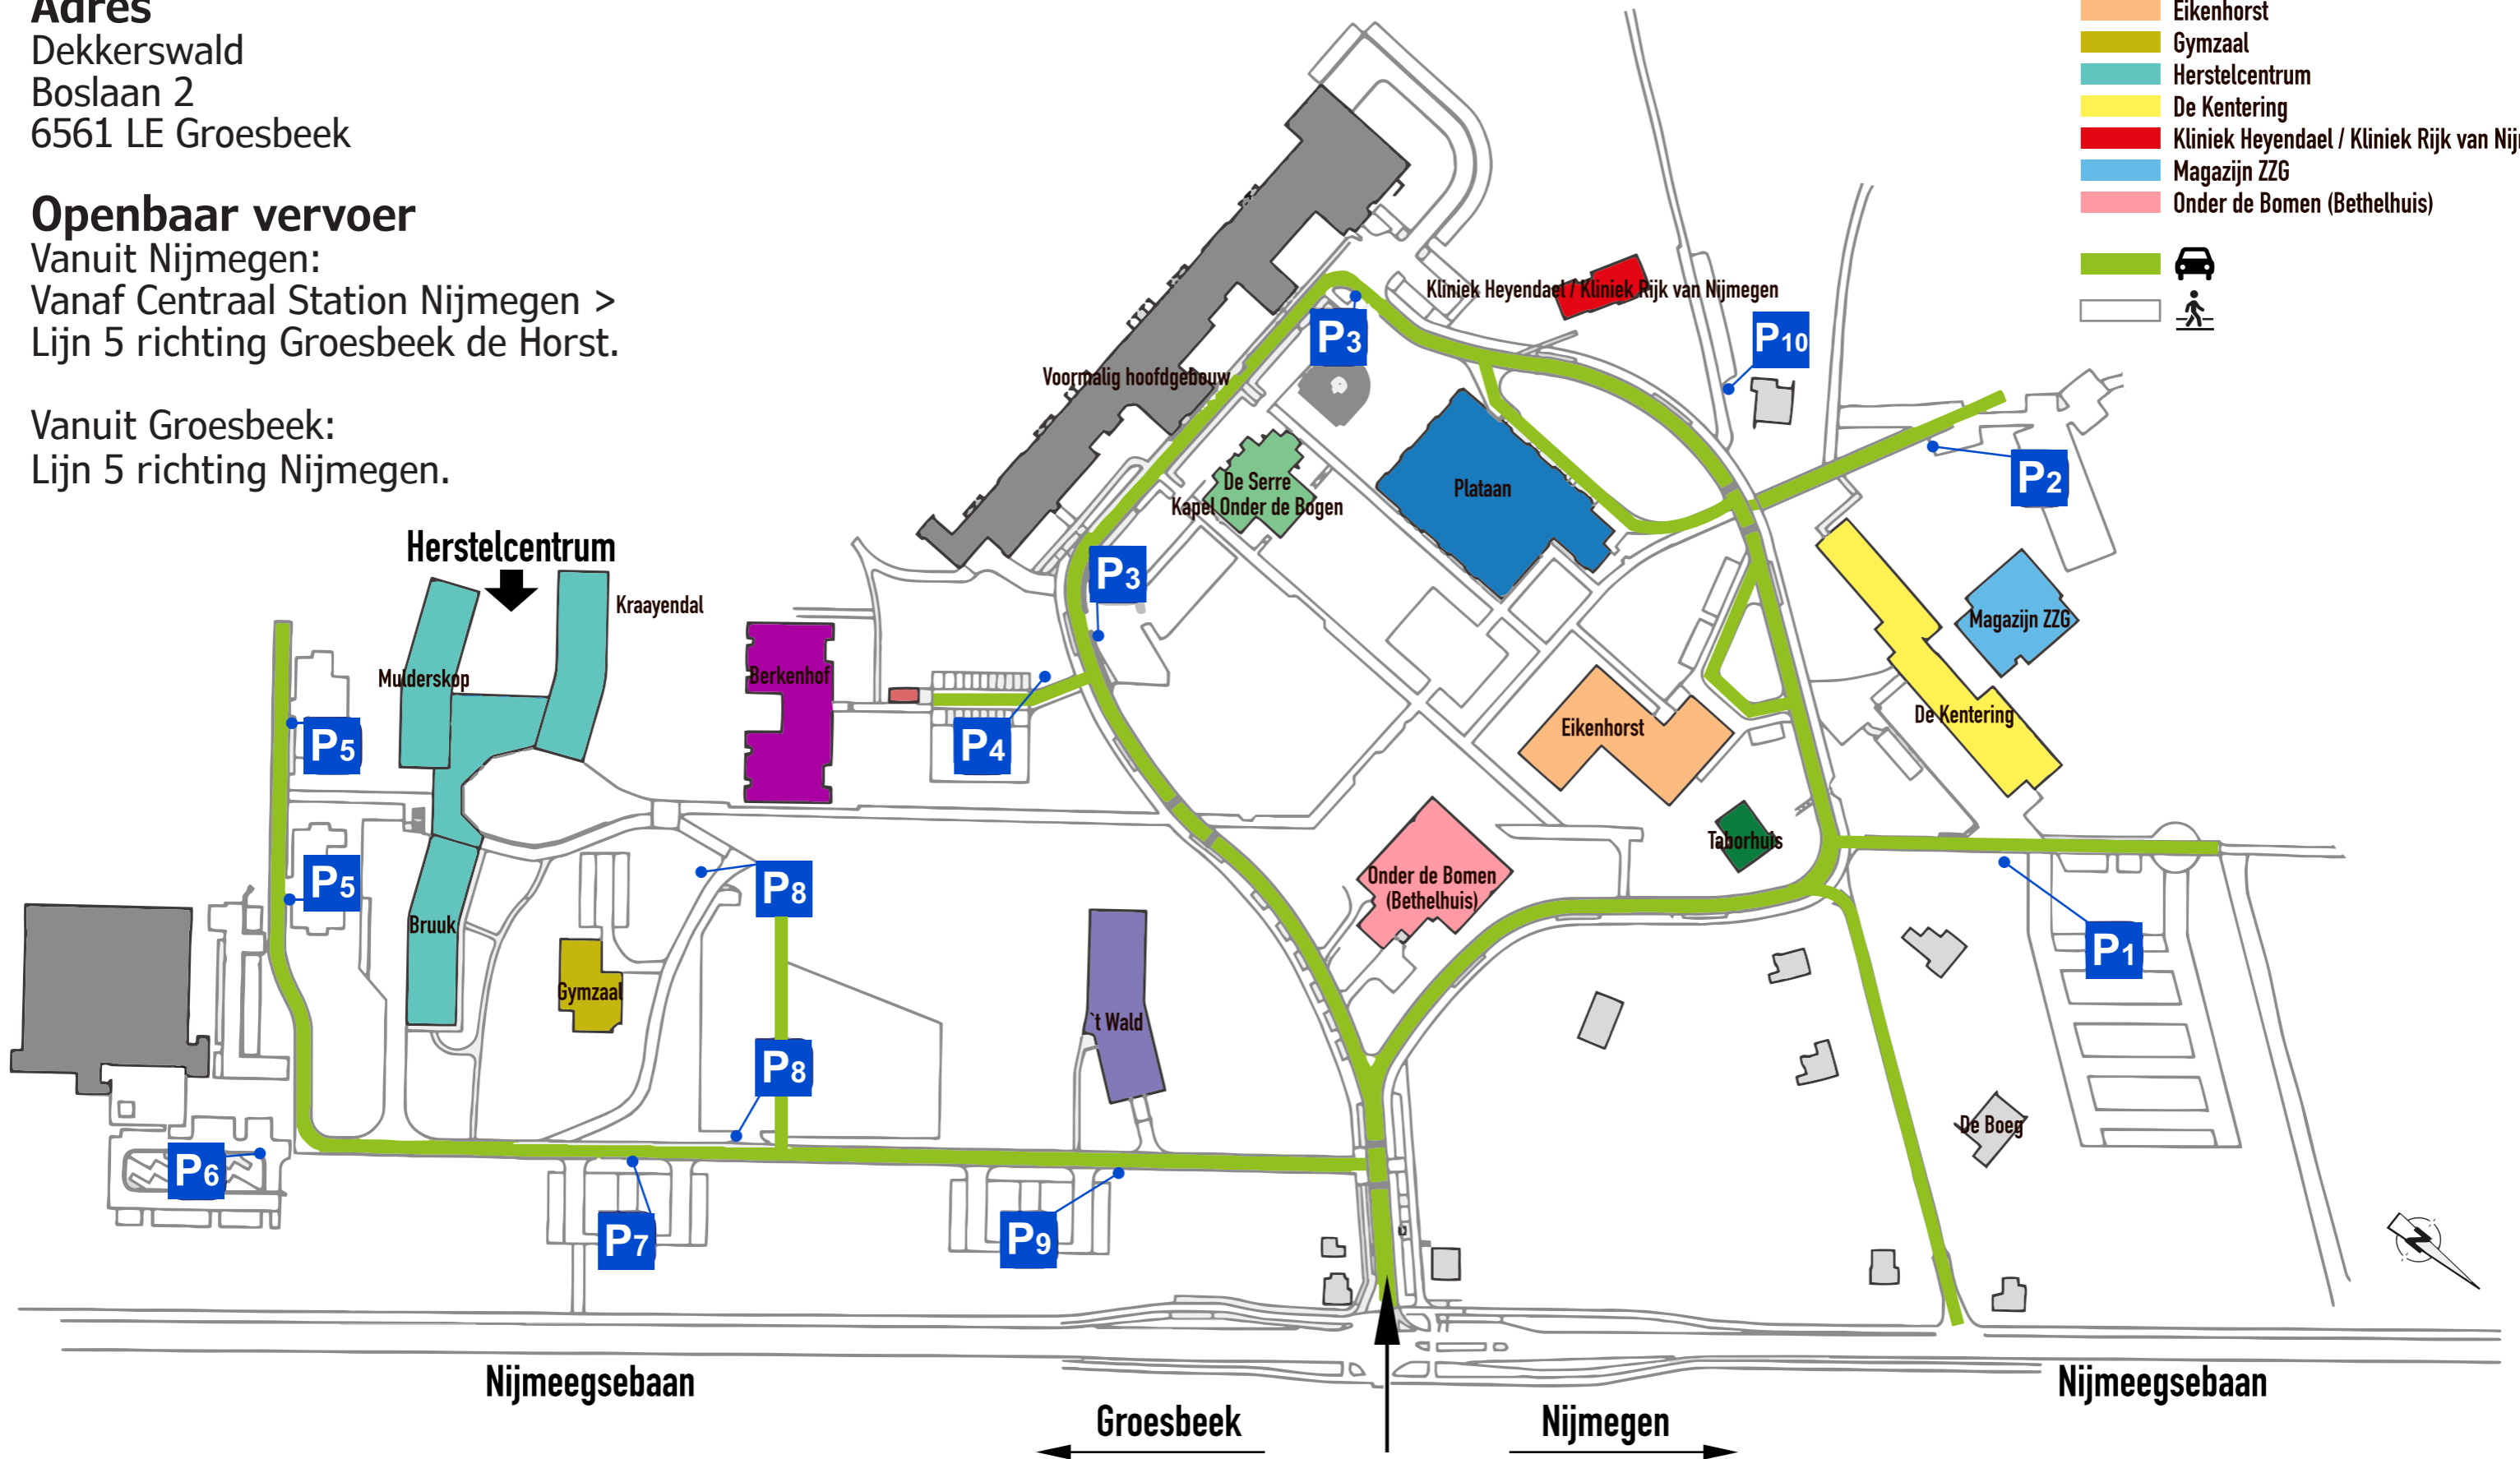 Adres
Dekkerswald
Boslaan 2
6561 LE Groesbeek
Openbaar vervoer
Vanuit Nijmegen:
Vanaf Centraal Station Nijmegen >
Lijn 5 richting Groesbeek de Horst.
Vanuit Groesbeek:
Lijn 5 richting Nijmegen.
Eikenhorst
Gymzaal
Herstelcentrum
De Kentering
Kliniek Heyendael / Kliniek Rijk van Nij
Magazijn ZZG
Onder de Bomen (Bethelhuis)
Kliniek Heyendael / Kliniek Rijk van Nijmegen
P3
P10
Voormalig hoofdgebouw
P2
De Serre
Kapel Onder de Bogen
Plataan
Herstelcentrum
P3
Kraayendal
Magazijn ZZG
Mulderskop
Berkenhof
De Kentering
Eikenhorst
P5
P4
Taborhuis
Onder de Bomen
(Bethelhuis)
P5
P8
Bruuk
P1
Gymzaal
't Wald
P8
De Boeg
P6
P7
P9
N
Nijmeegsebaan
Nijmeegsebaan
Groesbeek
Nijmegen